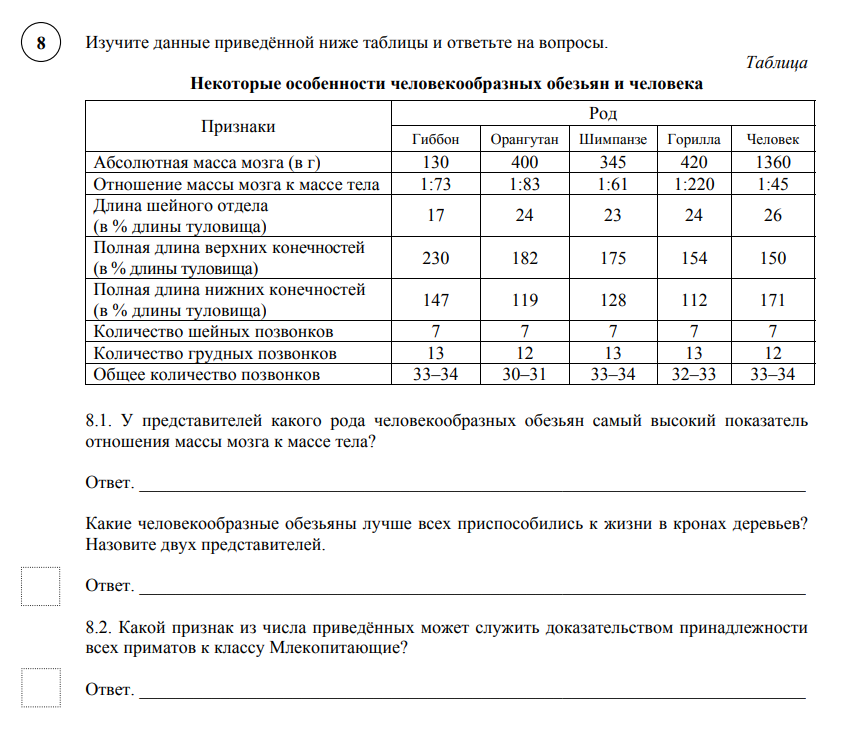 8
Изучите данные приведённой ниже таблицы и ответьте на вопросы.
Таблица
Некоторые особенности человекообразных обезьян и человека
Признаки Род
Гиббон Орангутан Шимпанзе Горилла Человек
Абсолютная масса мозга (в г) 130 400 345 420 1360
Отношение массы мозга к массе тела 1:73 1:83 1:61 1:220 1:45
Длина шейного отдела
(в % длины туловища) 17 24 23 24 26
Полная длина верхних конечностей
(в % длины туловища) 230 182 175 154 150
Полная длина нижних конечностей
(в % длины туловища) 147 119 128 112 171
Количество шейных позвонков 7 7 7 7 7
Количество грудных позвонков 13 12 13 13 12
Общее количество позвонков 33–34 30–31 33–34 32–33 33–34
8.1. У представителей какого рода человекообразных обезьян самый высокий показатель
отношения массы мозга к массе тела?
Ответ.
Какие человекообразные обезьяны лучше всех приспособились к жизни в кронах деревьев?
Назовите двух представителей.
Ответ.
8.2. Какой признак из числа приведённых может служить доказательством принадлежности
всех приматов к классу Млекопитающие?
Ответ.